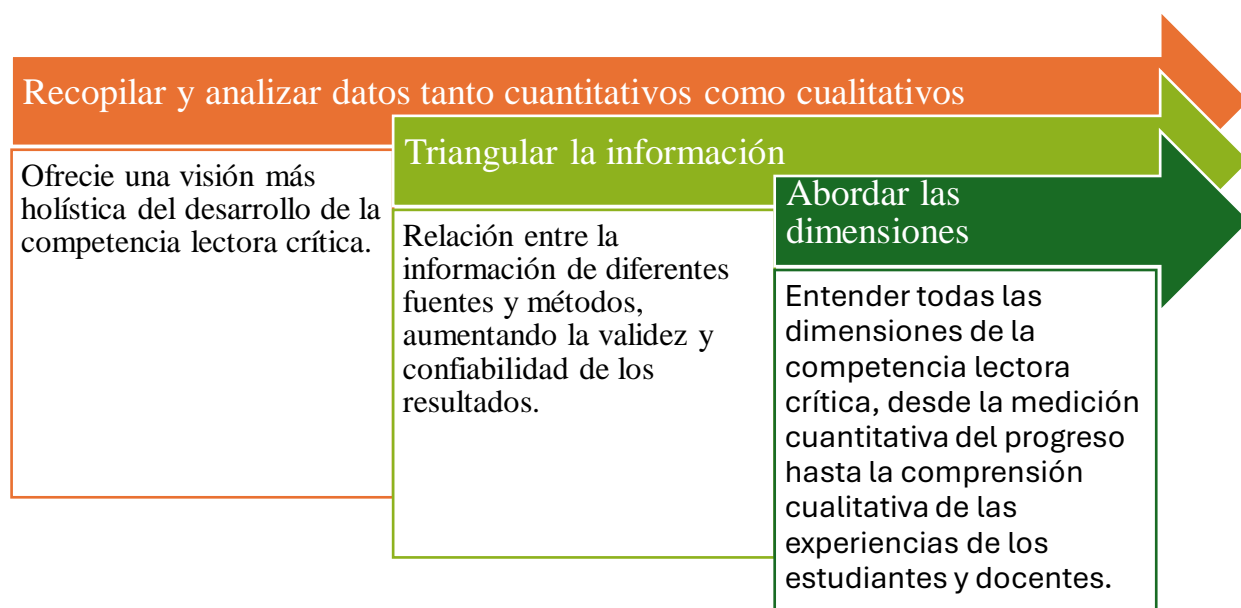 Recopilar y analizar datos tanto cuantitativos como cualitativos
Ofrecie una visión más
holística del desarrollo de la
competencia lectora crítica.
Triangular la información
Relación entre la
información de diferentes
fuentes y métodos,
aumentando la validez y
confiabilidad de los
resultados.
Abordar las
dimensiones
Entender todas las
dimensiones de la
competencia lectora
crítica, desde la medición
cuantitativa del progreso
hasta la comprensión
cualitativa de las
experiencias de los
estudiantes y docentes.